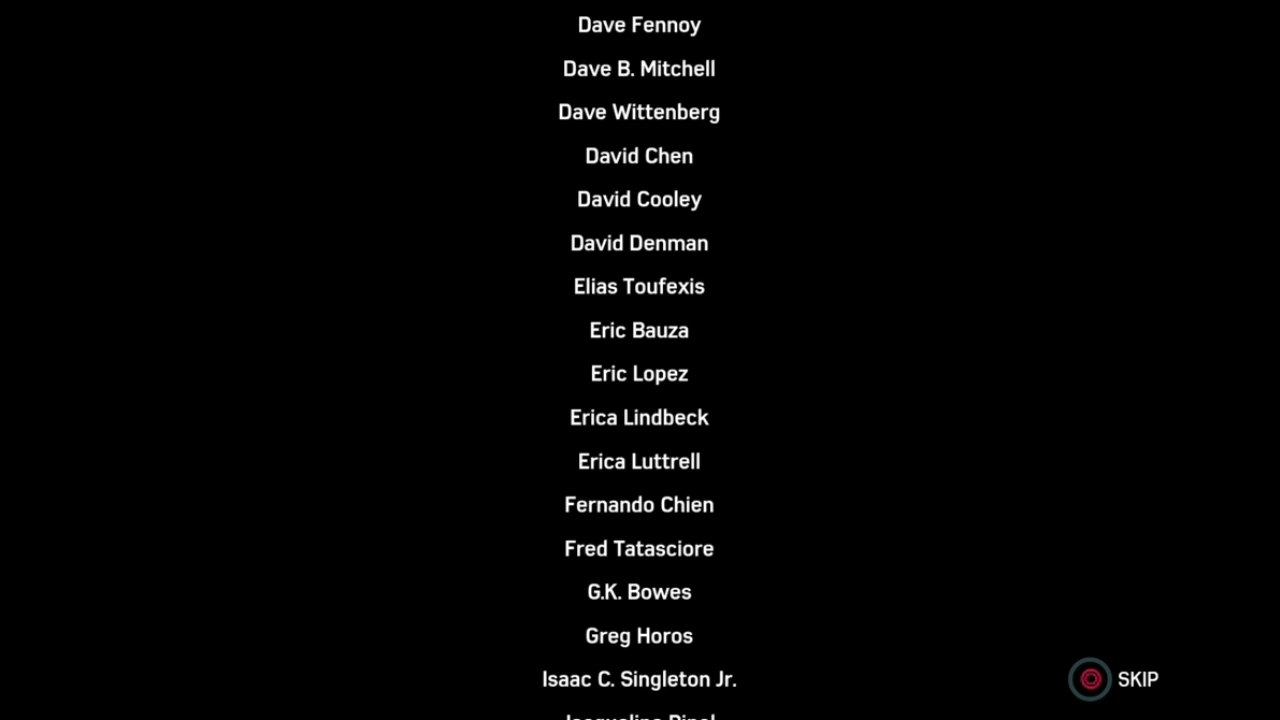 Dave Fennoy
Dave B. Mitchell
Dave Wittenberg
David Chen
David Cooley
David Denman
Elias Toufexis
Eric Bauza
Eric Lopez
Erica Lindbeck
Erica Luttrell
Fernando Chien
Fred Tatasciore
G.K. Bowes
Greg Horos
Isaac C. Singleton Jr.
SKIP